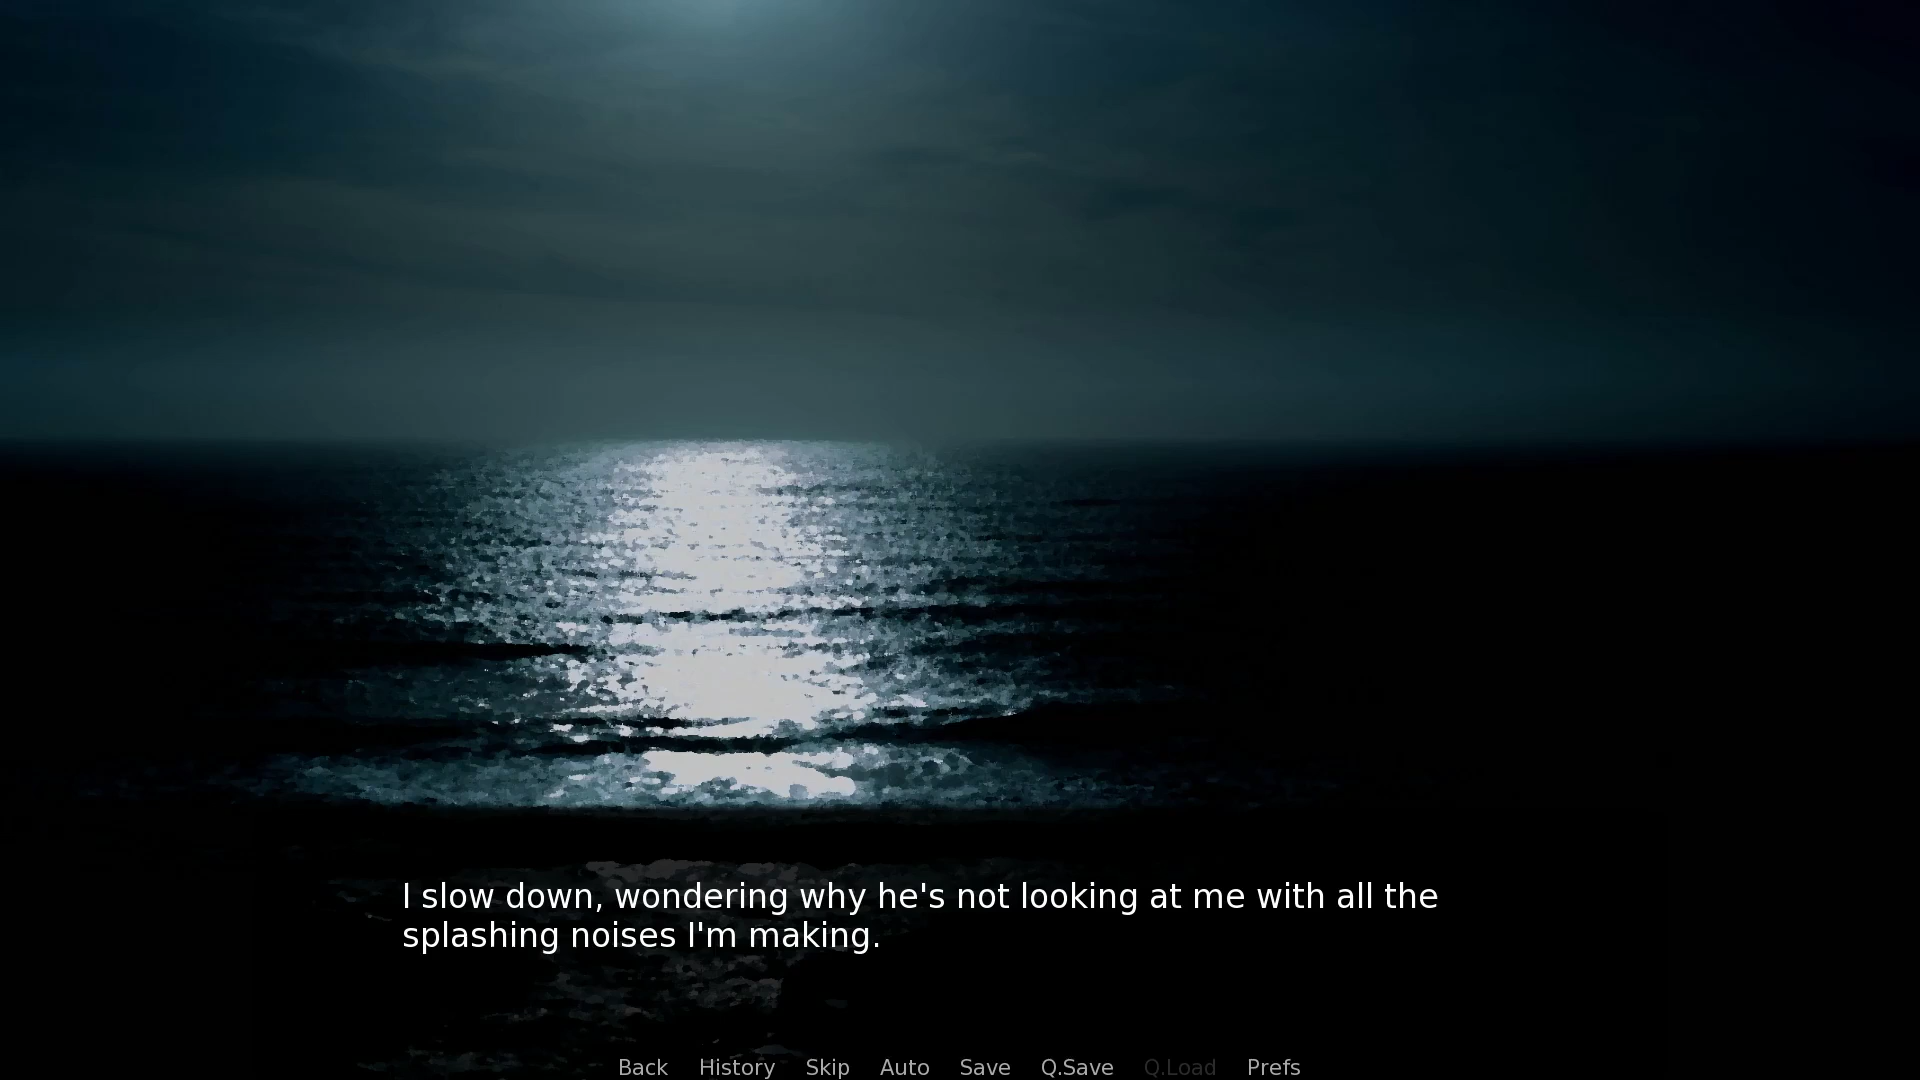 I slow down, wondering why he's not looking at me with all the
splashing noises I'm making.
Back History Skip Auto Save Q.Save Q.Load Prefs